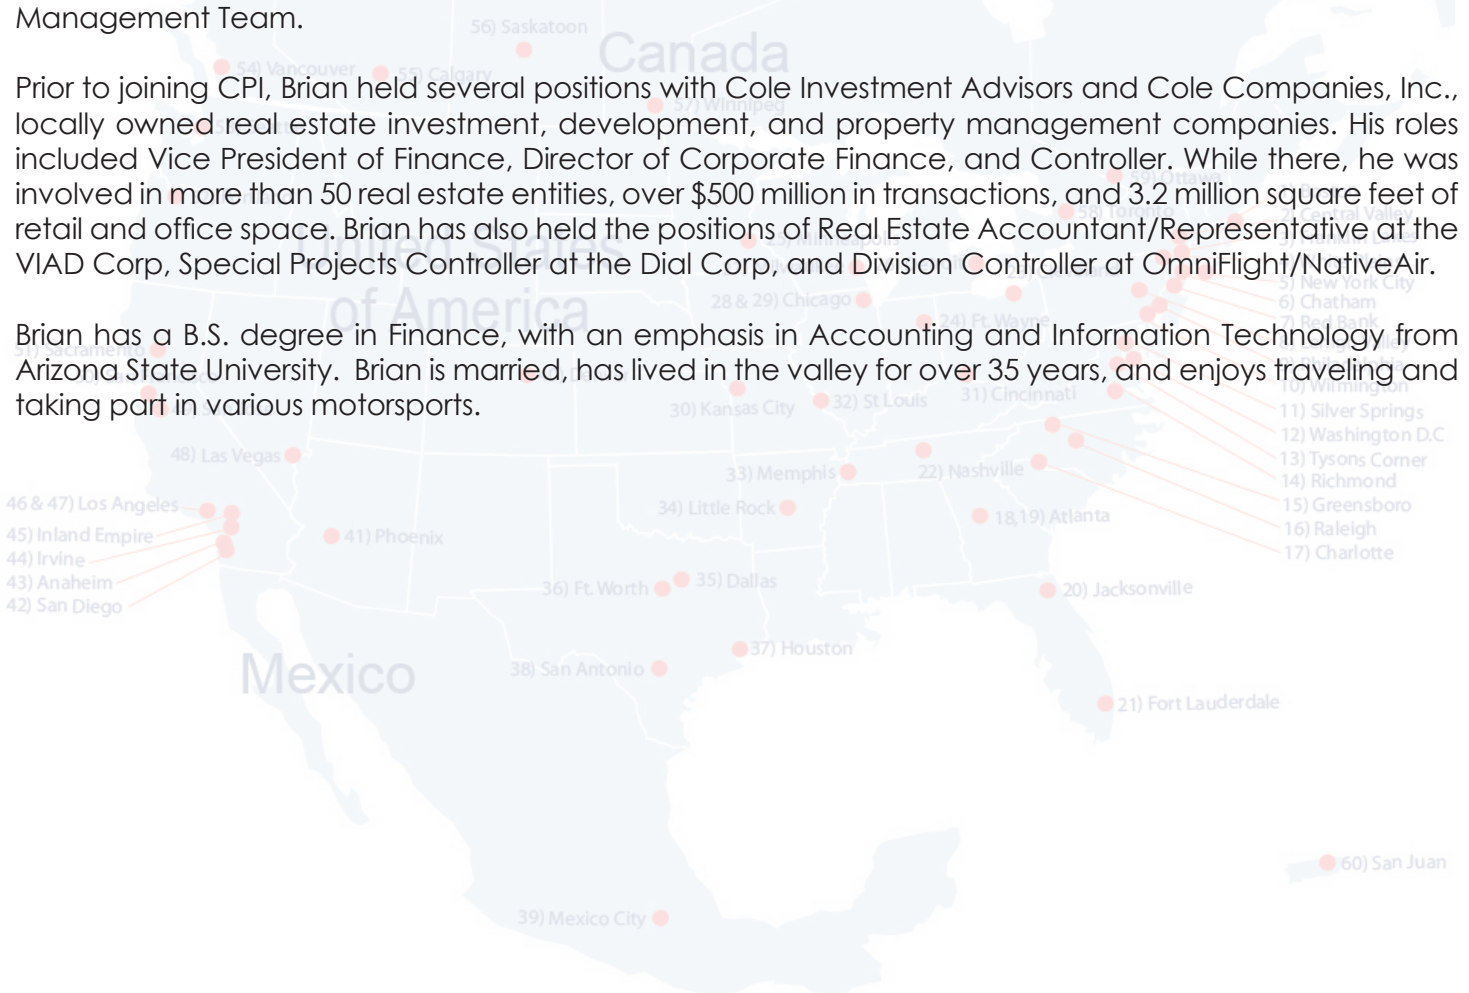 Management Team.
Prior to joining CPI, Brian held several positions with Cole Investment Advisors and Cole Companies, Inc.,
locally owned real estate investment, development, and property management companies. His roles
included Vice President of Finance, Director of Corporate Finance, and Controller. While there, he was
involved in more than 50 real estate entities, over $500 million in transactions, and 3.2 million square feet of
retail and office space. Brian has also held the positions of Real Estate Accountant/Representative at the
VIAD Corp, Special Projects Controller at the Dial Corp, and Division Controller at OmniFlight/NativeAir.
Brian has a B.S. degree in Finance, with an emphasis in Accounting and Information Technology from
Arizona State University.  Brian is married, has lived in the valley for over 35 years, and enjoys traveling and
taking part in various motorsports.
56) Saskatoon
Canada
54) Vancouver
55) Calgary
57) Winnipeg
59) Ottawa
58) Toronto
2) Central Valley
United States
of America
25) Minneapolis
5) New York City
28 & 29) Chicago
6) Chatham
24) Ft. Wayne
7) Red Bank
51) Sacramento
10) Wilmington
30) Kansas City
32) St Louis
31) Cincinnati
11) Silver Springs
12) Washington D.C
48) Las Vegas
33) Memphis
22) Nashville
13) Tysons Corner
14) Richmond
46 & 47) Los Angeles
34) Little Rock
18,19) Atlanta
15) Greensboro
45) Inland Empire
41) Phoenix
16) Raleigh
44) Irvine
17) Charlotte
43) Anaheim
36) Ft. Worth
35) Dallas
20) Jacksonville
42) San Diego
Mexico
37) Houston
38) San Antonio
21) Fort Lauderdale
60) San Juan
39) Mexico City